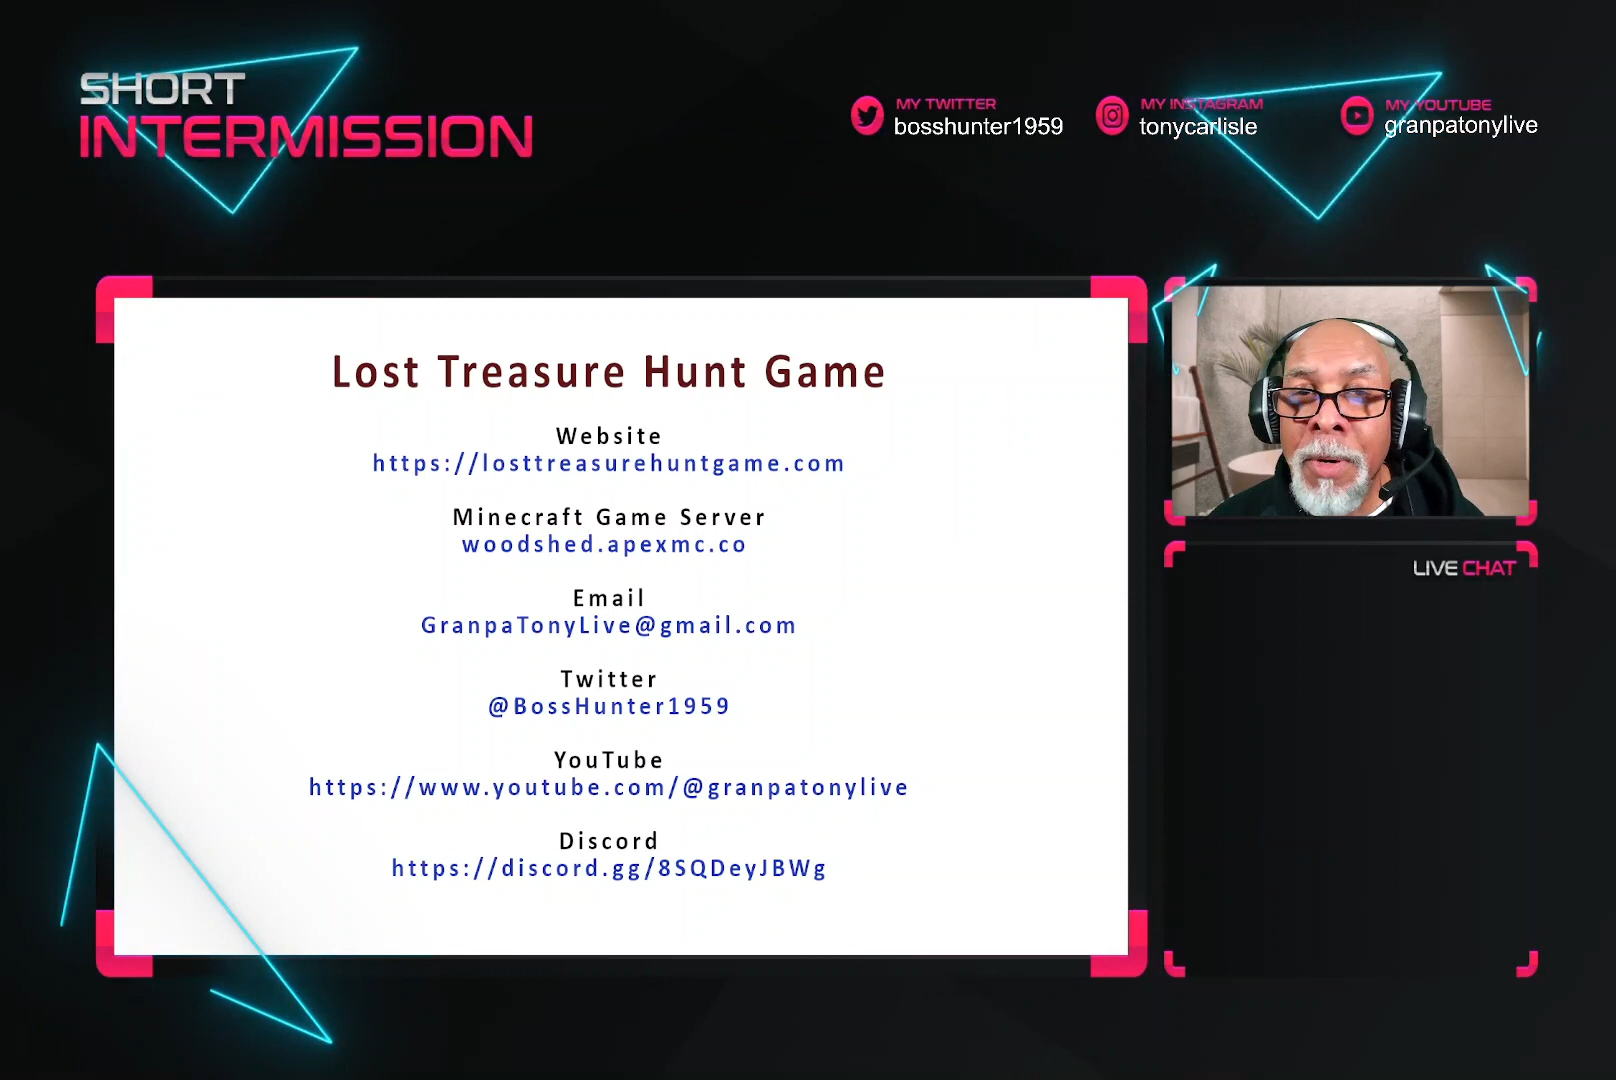 SHORT
INTERMISSION
MY TWITTER
bosshunter1959
MY INSTAGRAM
tonycarlisle
MY YOUTUBE
granpatonylive
Lost Treasure Hunt Game
Website
https://losttreasurehuntgame.com
Minecraft Game Server
woodshed.apexmc.co
Email
GranpaTonyLive@gmail.com
Twitter
@BossHunter1959
YouTube
https://www.youtube.com/@granpatonylive
Discord
https://discord.gg/8SQDeyJBWg
LIVE CHAT